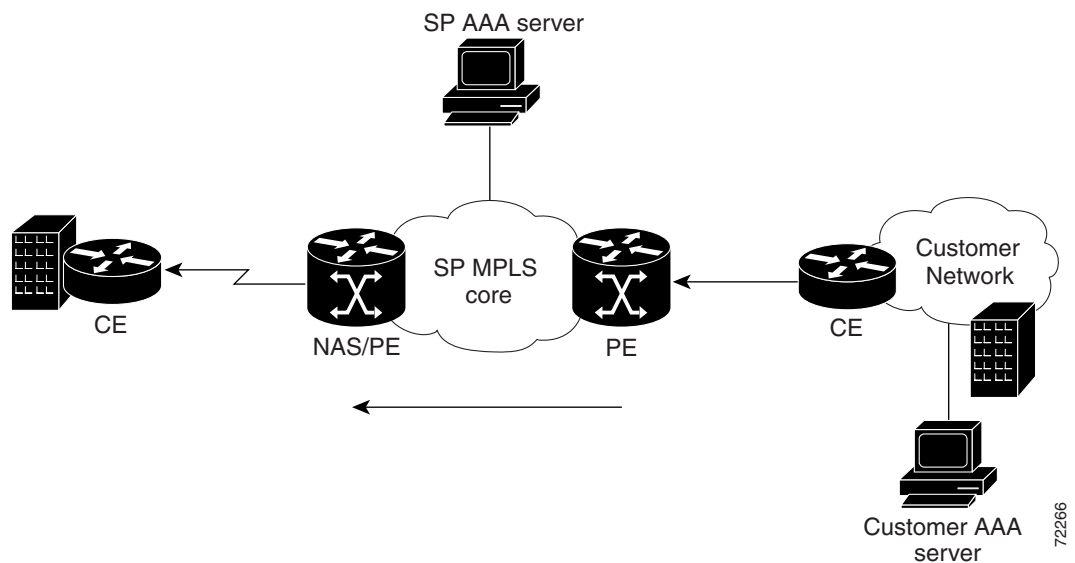 SP AAA server
SP MPLS
core
Customer
Network
CE
NAS/PE
PE
CE
Customer AAA
server
72266